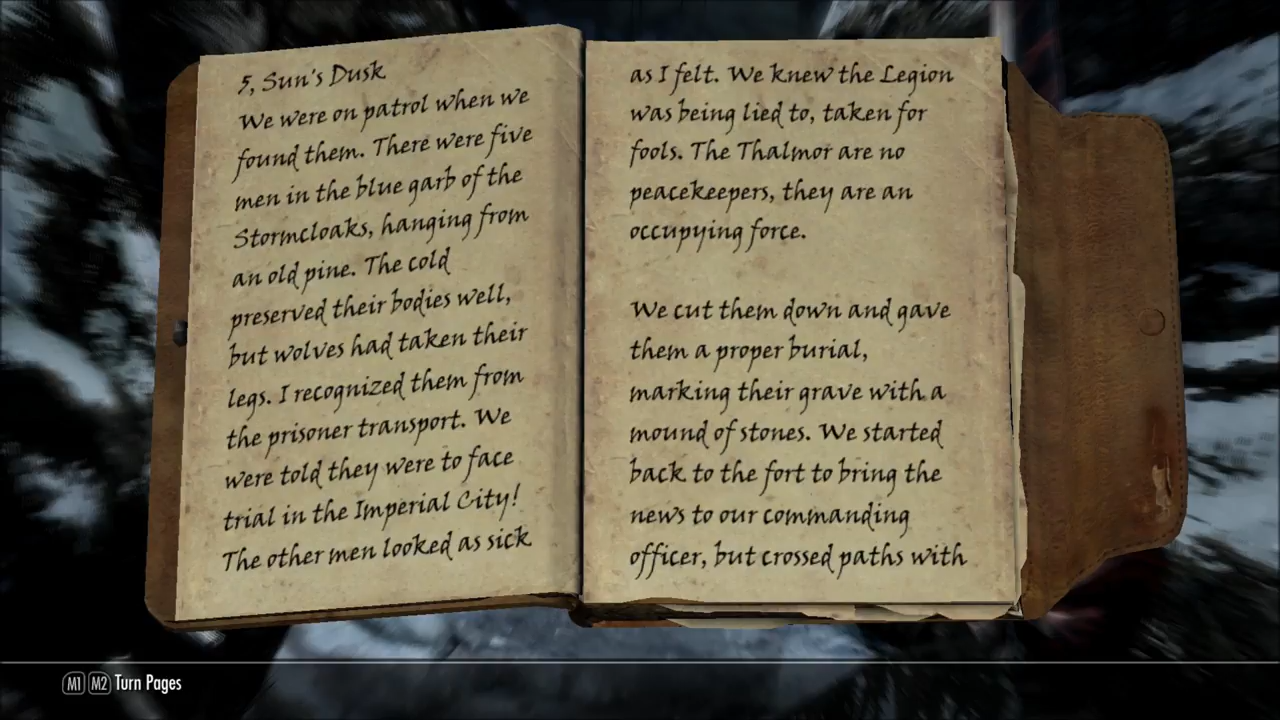 5, Sun's Dusk
We were on patrol when we
found them. There were five
men in the blue garb of the
Stormcloaks, hanging from
an old pine. The cold
preserved their bodies well,
but wolves had taken their
legs. I recognized them from
the prisoner transport. We
were told they were to face
trial in the Imperial City!
The other men looked as sick
as I felt. We knew the Legion
was being lied to, taken for
fools. The Thalmor are no
peacekeepers, they are an
occupying force.
We cut them down and gave
them a proper burial,
marking their grave with a
mound of stones. We started
back to the fort to bring the
news to our commanding
officer, but crossed paths with
M1 M2 Turn Pages